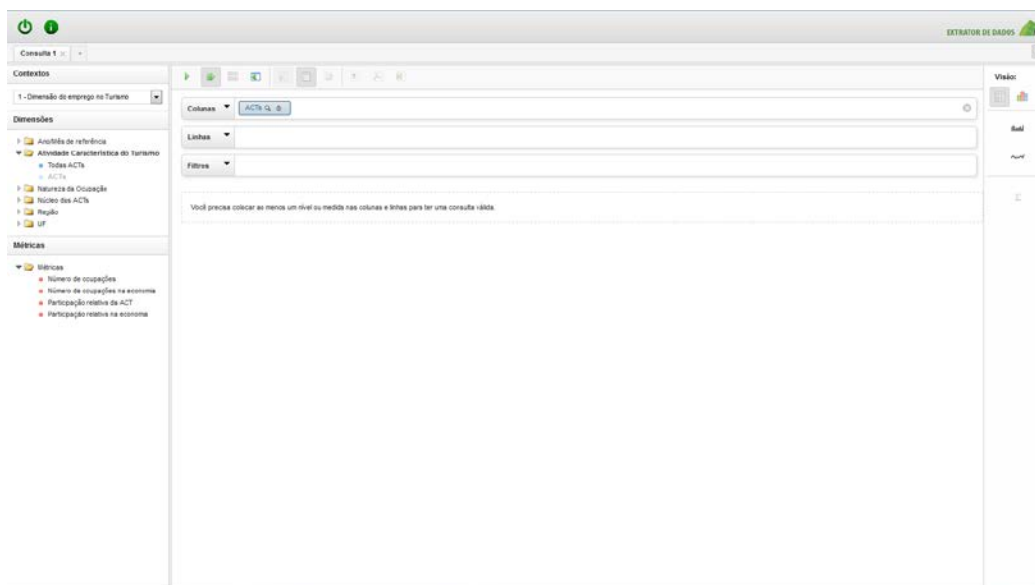 EXTRATOR DE DADOS
Consulta 1 × +
Contextos
1 - Dimensão do emprego no Turismo
Dimensões
Ano/Mês de referência
Atividade Característica do Turismo
Todas ACTs
ACTs
Natureza da Ocupação
Núcleo das ACTs
Região
UF
Métricas
Métricas
Número de ocupações
Número de ocupações na economia
Participação relativa da ACT
Participação relativa na economia
Colunas ACTs
Linhas
Filtros
Você precisa colocar as menos um nível ou medida nas colunas e linhas para ter uma consulta válida.
Visão: